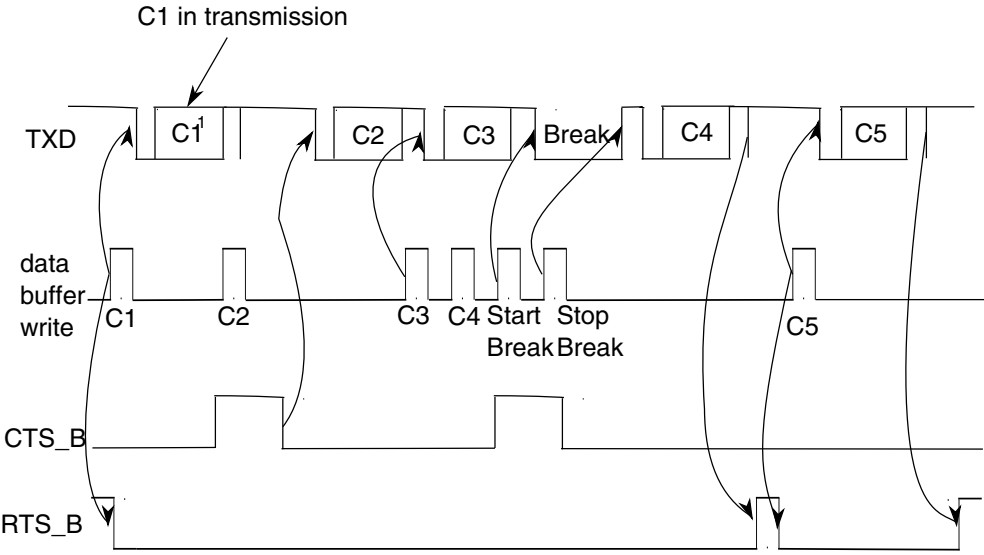 C1 in transmission
TXD
C1 1
C2
C3
Break
C4
C5
data
buffer
write
C1
C2
C3
C4
Start
Break
Stop
Break
C5
CTS_B
RTS_B